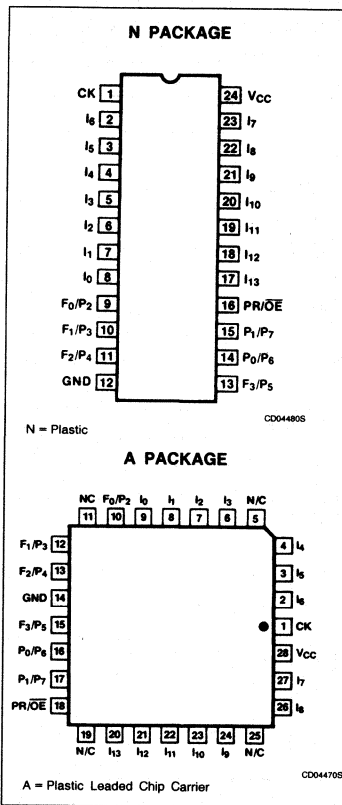 N PACKAGE
CK 1 24 VCC
I6 2 23 I7
I5 3 22 I8
I4 4 21 I9
I3 5 20 I10
I2 6 19 I11
I1 7 18 I12
I0 8 17 I13
F0/P2 9 16 PR/O̅E̅
F1/P3 10 15 P1/P7
F2/P4 11 14 P0/P6
GND 12 13 F3/P5
CD04480S
N = Plastic
A PACKAGE
NC F0/P2 I0 I1 I2 I3 N/C
11 10 9 8 7 6 5
F1/P3 12 4 I4
F2/P4 13 3 I5
GND 14 2 I6
F3/P5 15 1 CK
P0/P6 16 28 VCC
P1/P7 17 27 I7
PR/O̅E̅ 18 26 I8
19 20 21 22 23 24 25
N/C I13 I12 I11 I10 I9 N/C
CD04470S
A = Plastic Leaded Chip Carrier